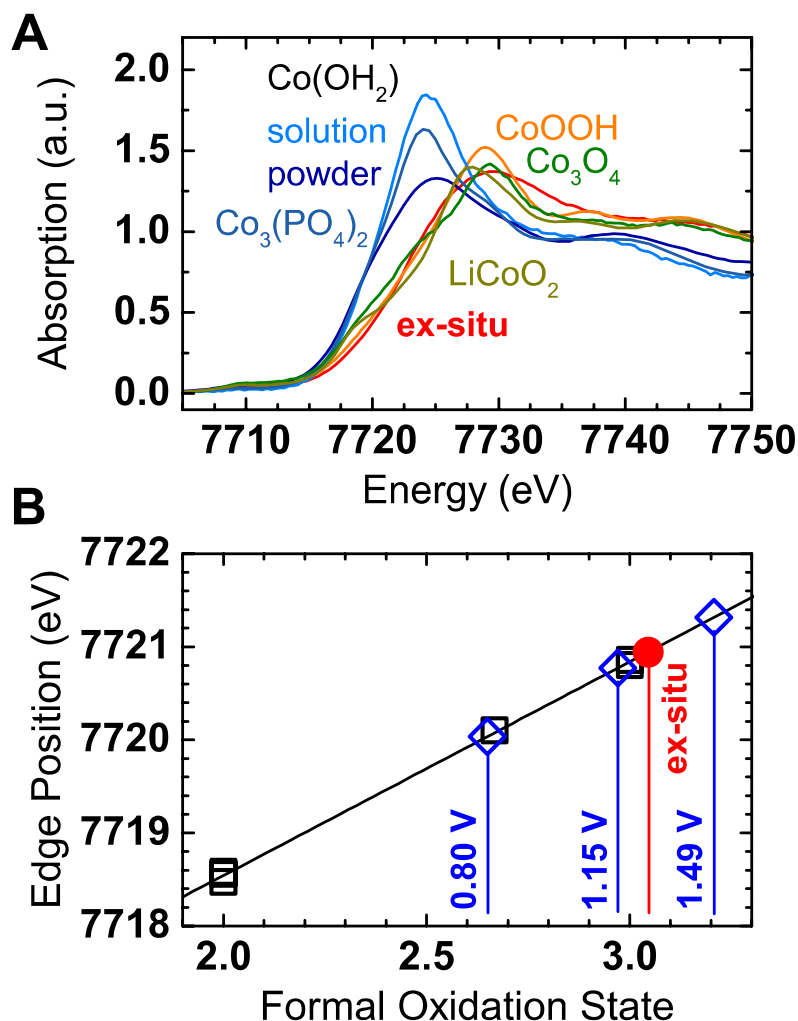 A
Absorption (a.u.)
2.0
1.5
1.0
0.5
0.0
Co(OH₂)
solution
powder
Co₃(PO₄)₂
CoOOH
Co₃O₄
LiCoO₂
ex-situ
7710 7720 7730 7740 7750
Energy (eV)
B
Edge Position (eV)
7722
7721
7720
7719
7718
0.80 V
1.15 V
ex-situ
1.49 V
2.0 2.5 3.0
Formal Oxidation State